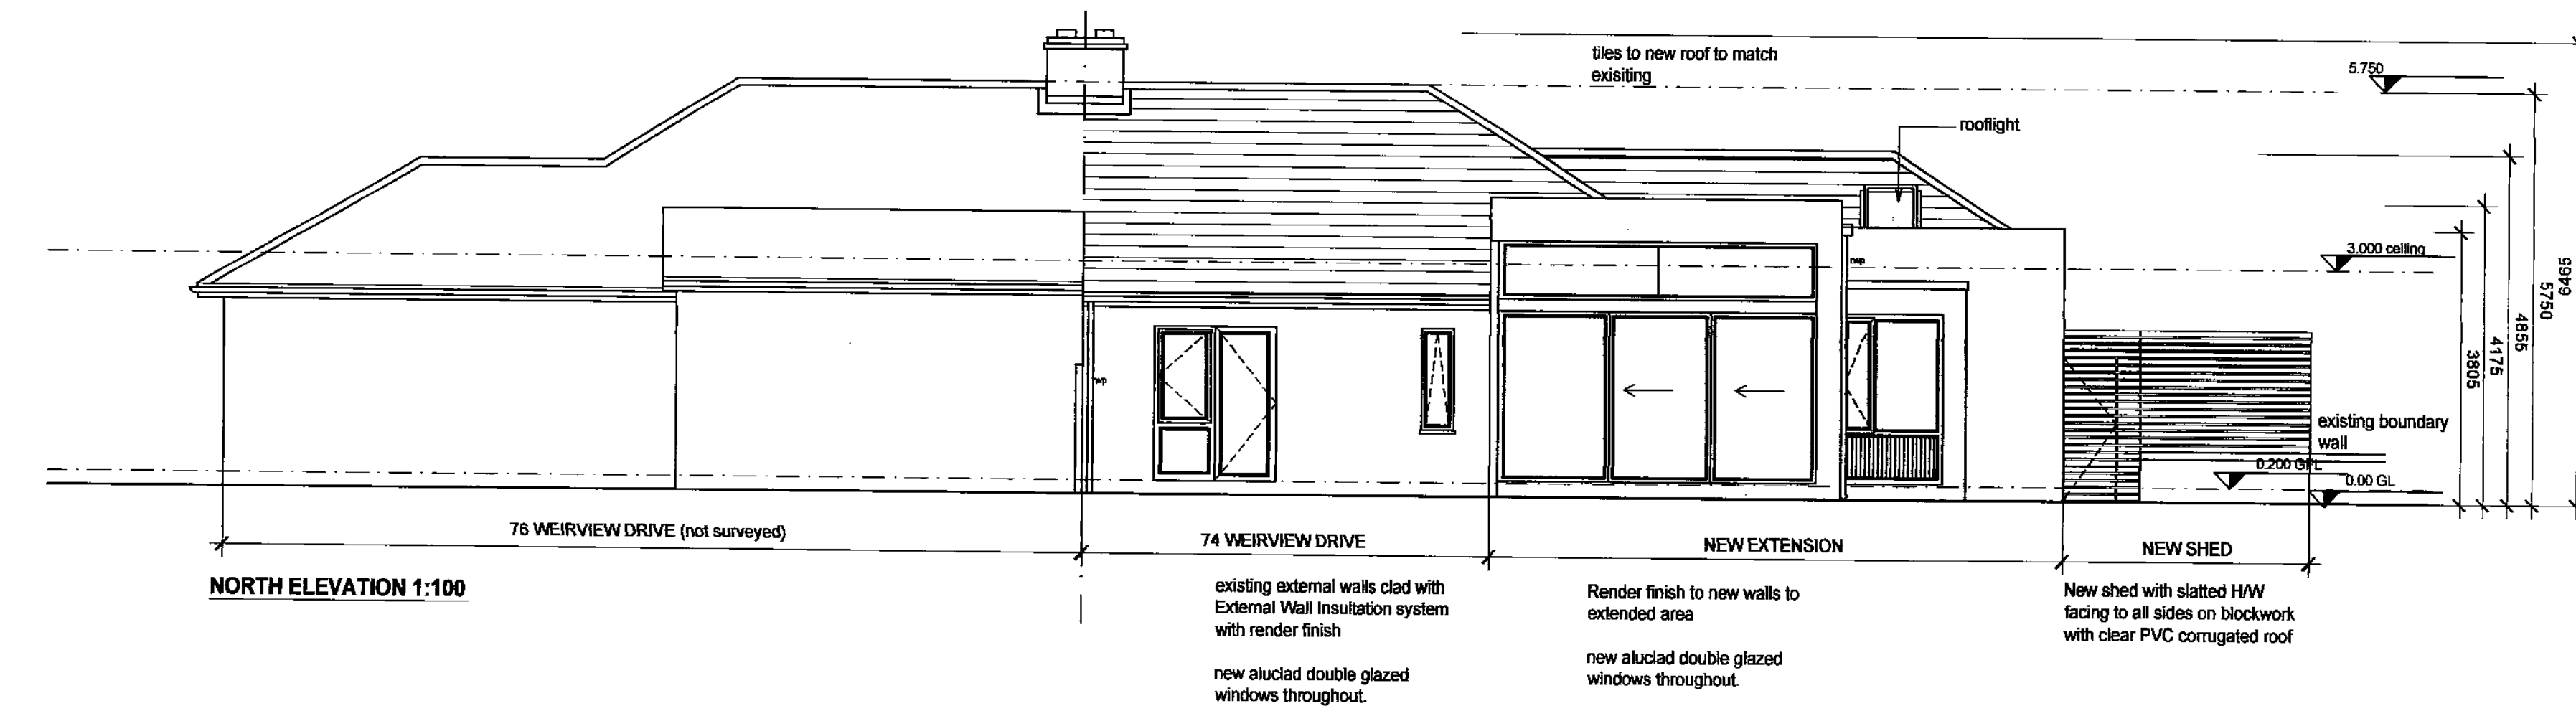 tiles to new roof to match
exisiting
5.750
rooflight
3.000 ceiling
rwp
rwp
6465
5750
4855
4175
3805
existing boundary
wall
0.200 GFL
0.00 GL
76 WEIRVIEW DRIVE (not surveyed)
74 WEIRVIEW DRIVE
NEW EXTENSION
NEW SHED
NORTH ELEVATION 1:100
existing external walls clad with
External Wall Insultation system
with render finish
new aluclad double glazed
windows throughout.
Render finish to new walls to
extended area
new aluclad double glazed
windows throughout.
New shed with slatted H/W
facing to all sides on blockwork
with clear PVC corrugated roof